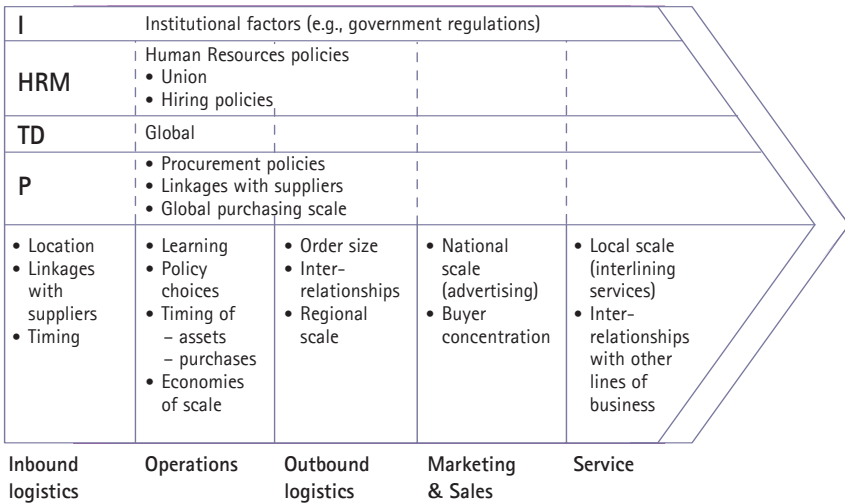 I
Institutional factors (e.g., government regulations)
HRM
Human Resources policies
• Union
• Hiring policies
TD
Global
P
• Procurement policies
• Linkages with suppliers
• Global purchasing scale
• Location
• Linkages
with
suppliers
• Timing
• Learning
• Policy
choices
• Timing of
– assets
– purchases
• Economies
of scale
• Order size
• Inter-
relationships
• Regional
scale
• National
scale
(advertising)
• Buyer
concentration
• Local scale
(interlining
services)
• Inter-
relationships
with other
lines of
business
Inbound
logistics
Operations
Outbound
logistics
Marketing
& Sales
Service